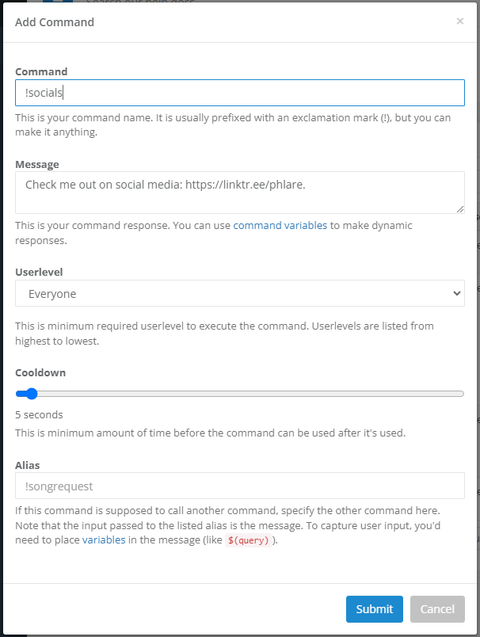 Add Command
×
Command
!socials
This is your command name. It is usually prefixed with an exclamation mark (!), but you can
make it anything.
Message
Check me out on social media: https://linktr.ee/phlare.
This is your command response. You can use command variables to make dynamic
responses.
Userlevel
Everyone
This is minimum required userlevel to execute the command. Userlevels are listed from
highest to lowest.
Cooldown
5 seconds
This is minimum amount of time before the command can be used after it's used.
Alias
!songrequest
If this command is supposed to call another command, specify the other command here.
Note that the input passed to the listed alias is the message. To capture user input, you'd
need to place variables in the message (like $(query) ).
Submit Cancel